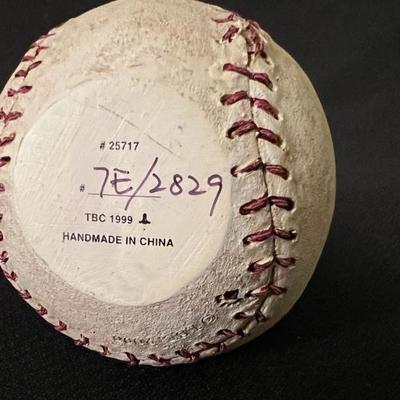 # 25717
# 7E/2829
TBC 1999
HANDMADE IN CHINA